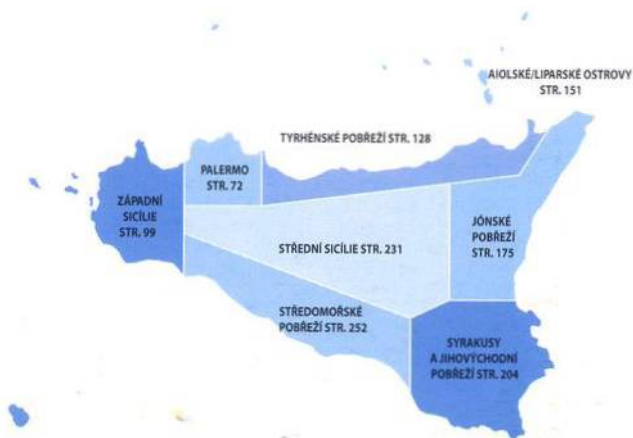 AIOLSKÉ/LIPARSKÉ OSTROVY
STR. 151
TYRHÉNSKÉ POBŘEŽÍ STR. 128
PALERMO
STR. 72
ZÁPADNÍ
SICÍLIE
STR. 99
STŘEDNÍ SICÍLIE STR. 231
JÓNSKÉ
POBŘEŽÍ
STR. 175
STŘEDOMOŘSKÉ
POBŘEŽÍ STR. 252
SYRAKUSY
A JIHOVÝCHODNÍ
POBŘEŽÍ STR. 204